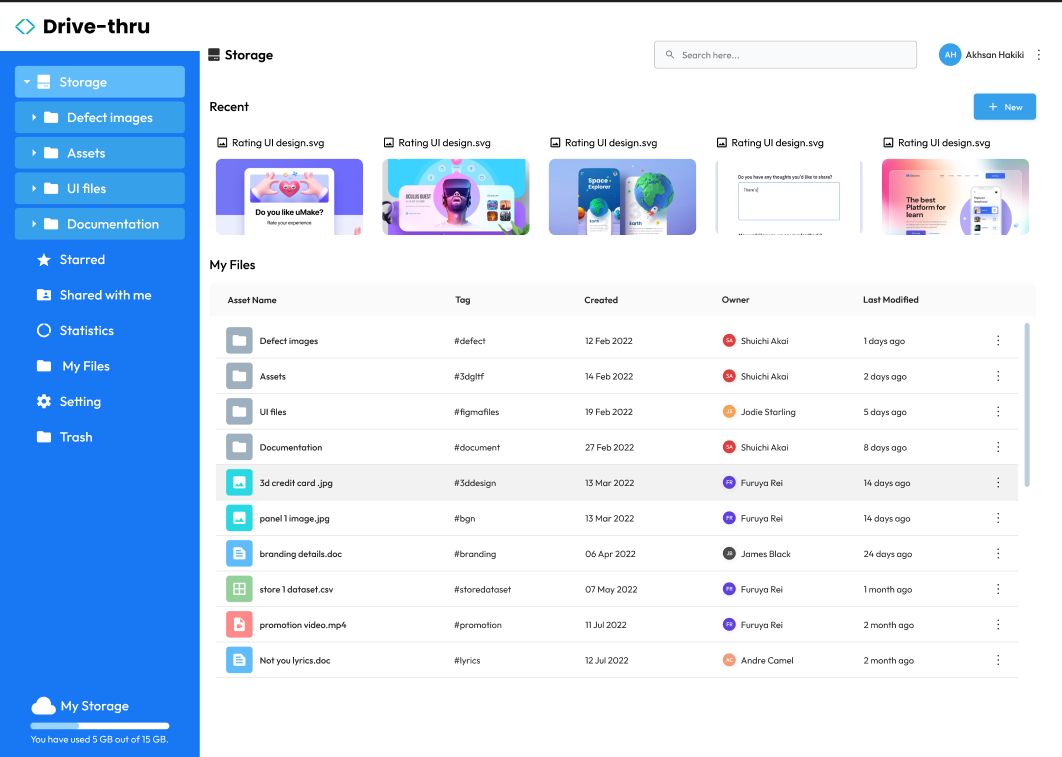 Drive-thru
Storage
Search here...
AH
Akhsan Hakiki
Storage
Defect images
Assets
UI files
Documentation
Starred
Shared with me
Statistics
My Files
Setting
Trash
My Storage
You have used 5 GB out of 15 GB.
Recent
+ New
Rating UI design.svg
Rating UI design.svg
Rating UI design.svg
Rating UI design.svg
Rating UI design.svg
Do you like uMake?
Rate your experience
OCULUS QUEST
Space
Explorer
Earth
Earth
Do you have any thoughts you'd like to share?
The best
Platform for
learn
My Files
Asset Name Tag Created Owner Last Modified
Defect images #defect 12 Feb 2022 SA Shuichi Akai 1 days ago
Assets #3dgltf 14 Feb 2022 SA Shuichi Akai 2 days ago
UI files #figmafiles 19 Feb 2022 JS Jodie Starling 5 days ago
Documentation #document 27 Feb 2022 SA Shuichi Akai 8 days ago
3d credit card .jpg #3ddesign 13 Mar 2022 FR Furuya Rei 14 days ago
panel 1 image.jpg #bgn 13 Mar 2022 FR Furuya Rei 14 days ago
branding details.doc #branding 06 Apr 2022 JB James Black 24 days ago
store 1 dataset.csv #storedataset 07 May 2022 FR Furuya Rei 1 month ago
promotion video.mp4 #promotion 11 Jul 2022 FR Furuya Rei 2 month ago
Not you lyrics.doc #lyrics 12 Jul 2022 AC Andre Camel 2 month ago